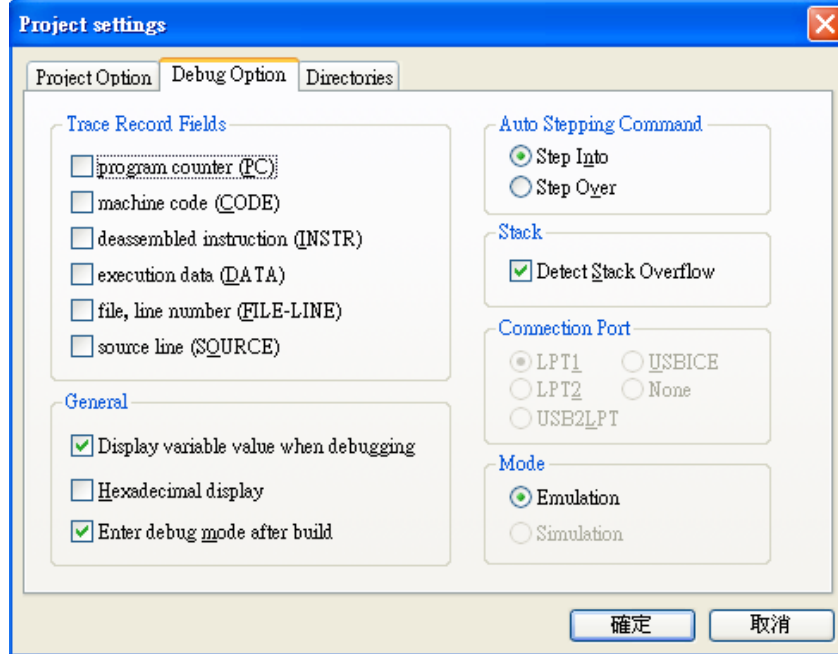 Project settings
Project Option
Debug Option
Directories
Trace Record Fields
program counter (PC)
machine code (CODE)
deassembled instruction (INSTR)
execution data (DATA)
file, line number (FILE-LINE)
source line (SOURCE)
General
Display variable value when debugging
Hexadecimal display
Enter debug mode after build
Auto Stepping Command
Step Into
Step Over
Stack
Detect Stack Overflow
Connection Port
LPT1
USBICE
LPT2
None
USB2LPT
Mode
Emulation
Simulation
確定
取消